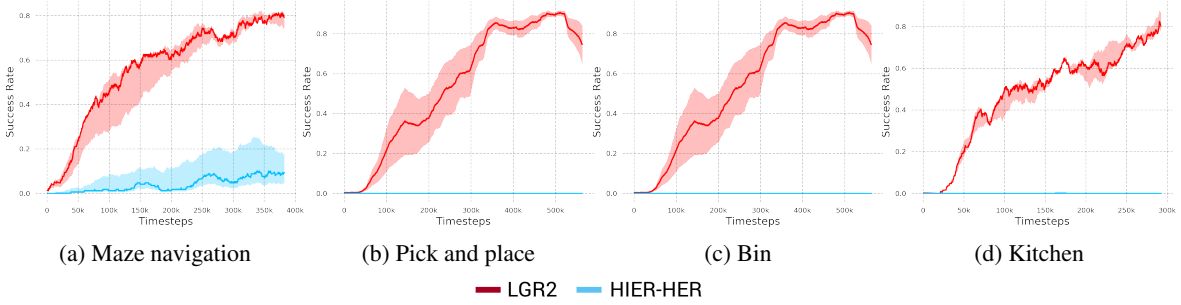 Success Rate
0.8
0.6
0.4
0.2
0.0
0 50k 100k 150k 200k 250k 300k 350k 400k
Timesteps
(a) Maze navigation
Success Rate
0.8
0.6
0.4
0.2
0.0
0 100k 200k 300k 400k 500k
Timesteps
(b) Pick and place
Success Rate
0.8
0.6
0.4
0.2
0.0
0 100k 200k 300k 400k 500k
Timesteps
(c) Bin
Success Rate
0.8
0.6
0.4
0.2
0.0
0 50k 100k 150k 200k 250k 300k
Timesteps
(d) Kitchen
LGR2 HIER-HER